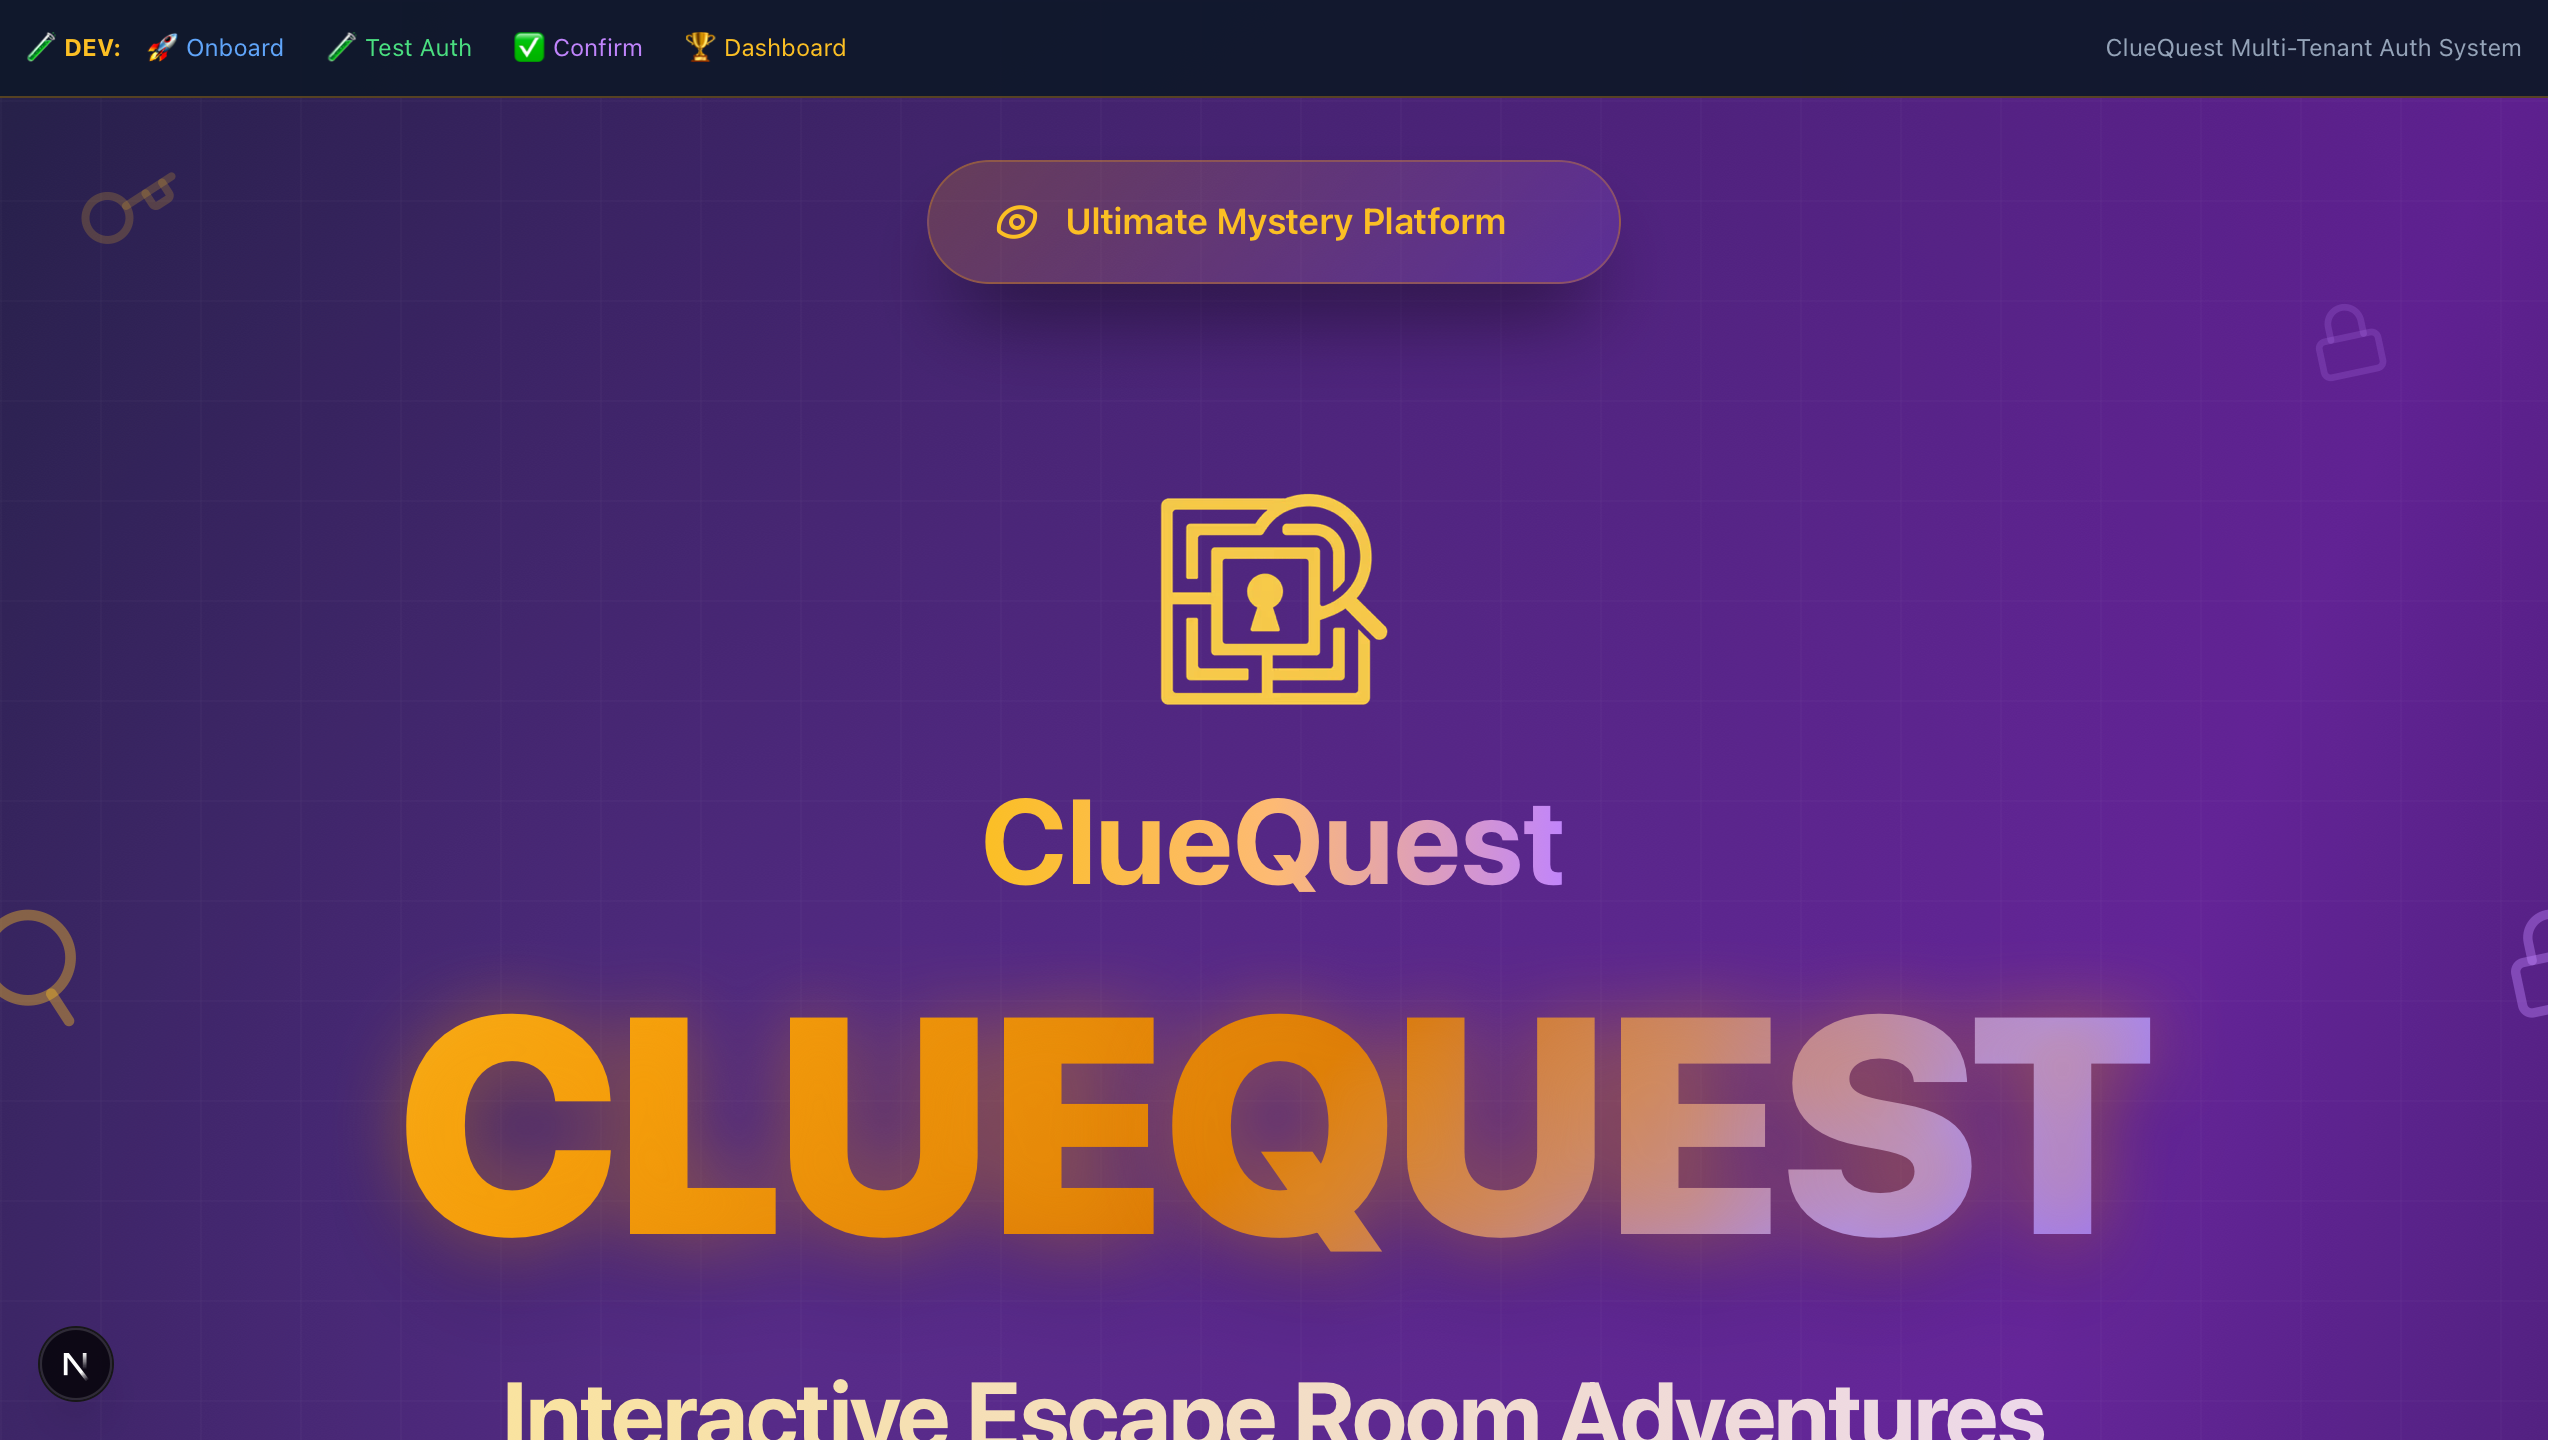 🧪 DEV: 🚀 Onboard 🧪 Test Auth ✅ Confirm 🏆 Dashboard ClueQuest Multi-Tenant Auth System
Ultimate Mystery Platform
ClueQuest
CLUEQUEST
N
Interactive Escape Room Adventures